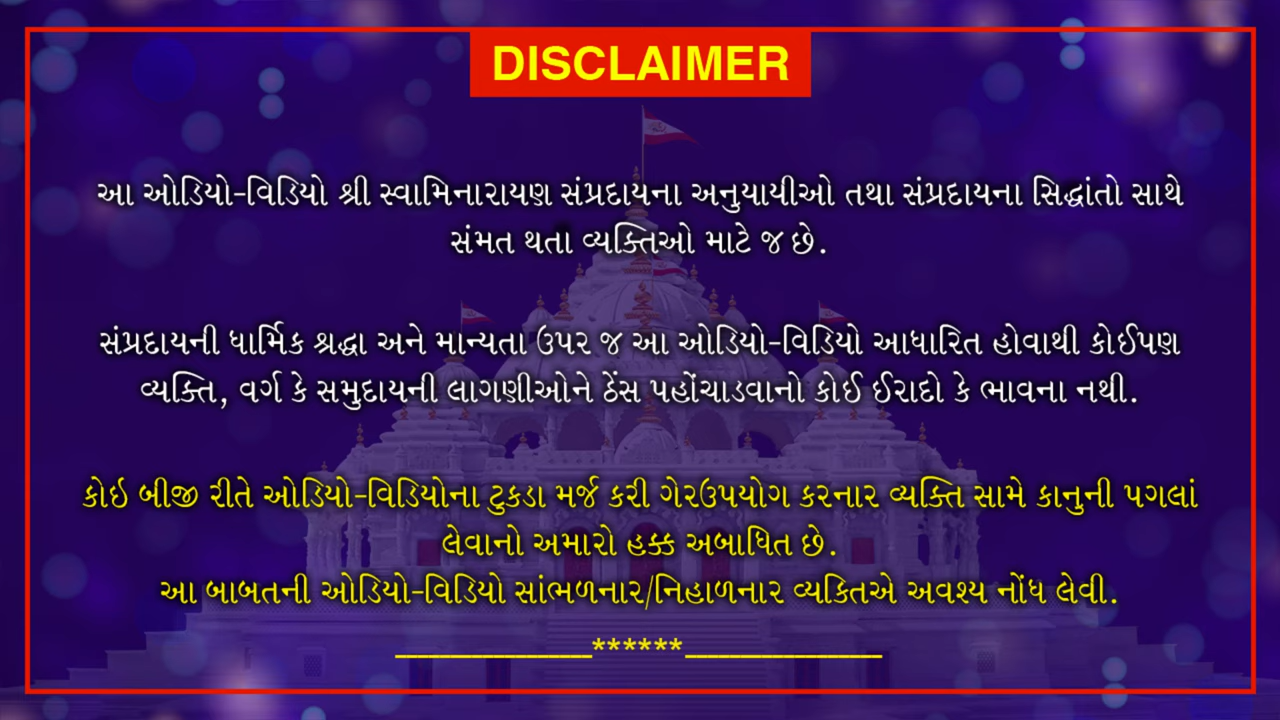 DISCLAIMER
આ ઓડિયો-વિડિયો શ્રી સ્વામિનારાયણ સંપ્રદાયના અનુયાયીઓ તથા સંપ્રદાયના સિદ્ધાંતો સાથે
સંમત થતા વ્યક્તિઓ માટે જ છે.
સંપ્રદાયની ધાર્મિક શ્રદ્ધા અને માન્યતા ઉપર જ આ ઓડિયો-વિડિયો આધારિત હોવાથી કોઈપણ
વ્યક્તિ, વર્ગ કે સમુદાયની લાગણીઓને ઠેંસ પહોંચાડવાનો કોઈ ઈરાદો કે ભાવના નથી.
કોઇ બીજી રીતે ઓડિયો-વિડિયોના ટુકડા મર્જ કરી ગેરઉપયોગ કરનાર વ્યક્તિ સામે કાનુની પગલાં
લેવાનો અમારો હક્ક અબાધિત છે.
આ બાબતની ઓડિયો-વિડિયો સાંભળનાર/નિહાળનાર વ્યકિતએ અવશ્ય નોંધ લેવી.
_______________******_______________